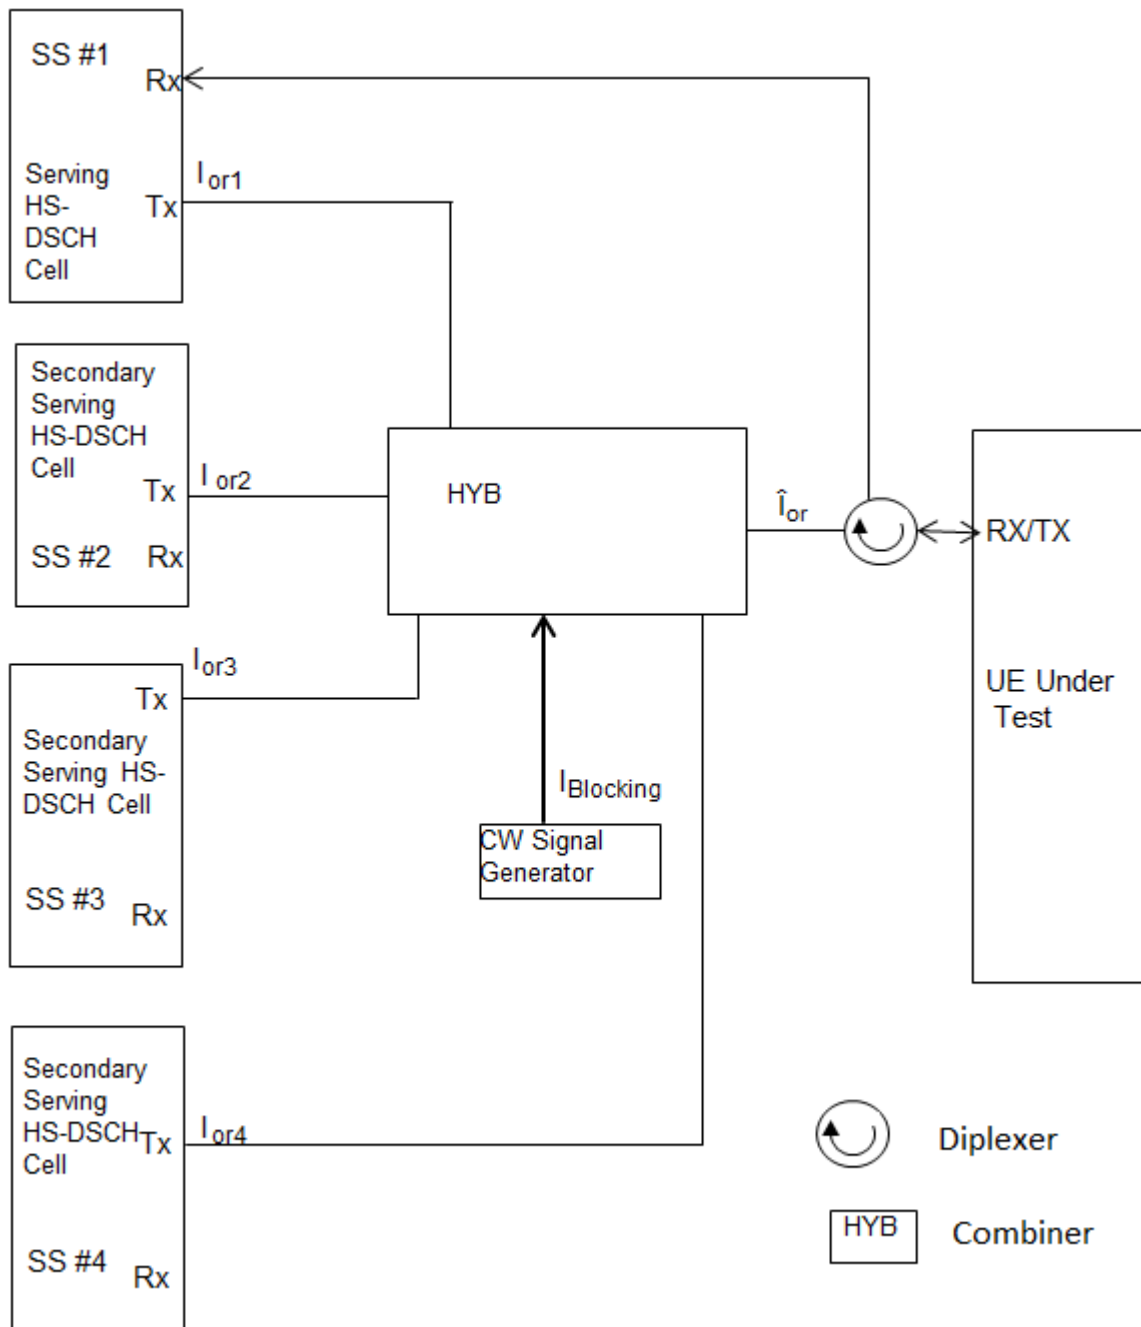 SS #1
Rx
Serving
HS-
DSCH
Cell
Tx
I or1
Secondary
Serving
HS-DSCH
Cell
Tx
I or2
SS #2
Rx
HYB
Îor
RX/TX
UE Under
Test
Ior3
Tx
Secondary
Serving HS-
DSCH Cell
SS #3
Rx
IBlocking
CW Signal
Generator
Secondary
Serving
HS-DSCH
Cell
Tx
Ior4
SS #4
Rx
Diplexer
HYB
Combiner